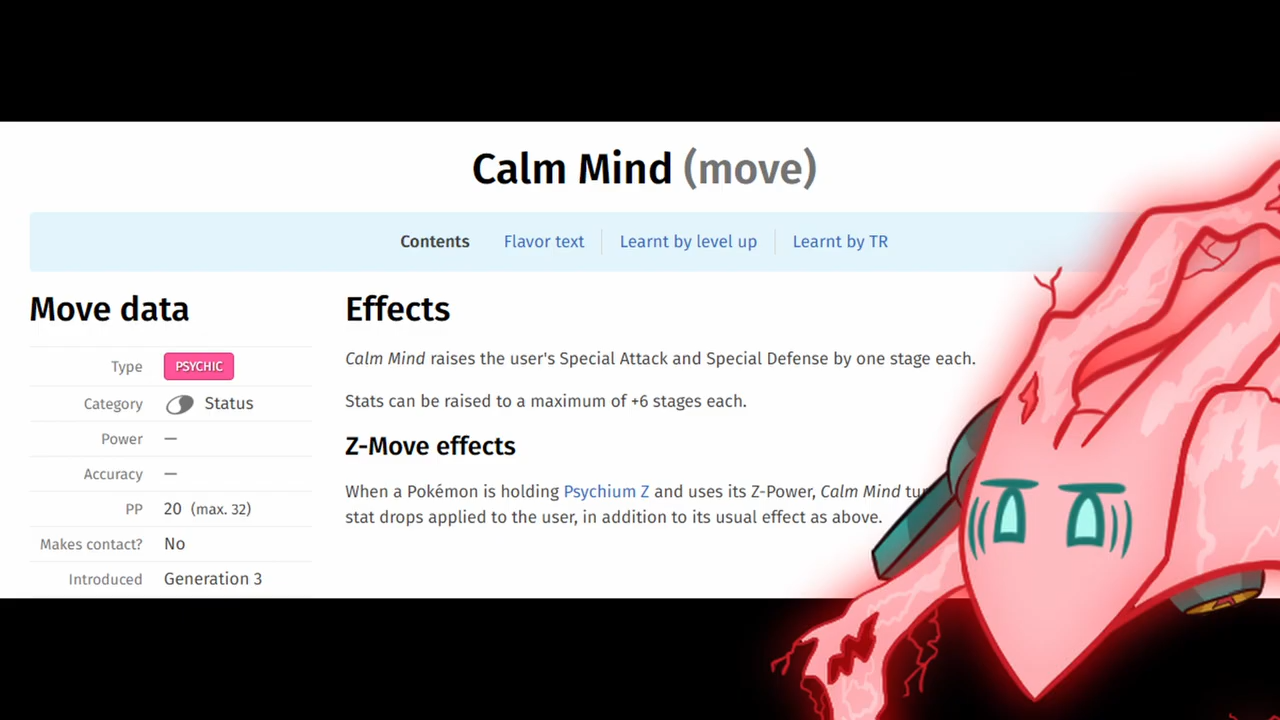 Calm Mind (move)
Contents Flavor text Learnt by level up Learnt by TR
Move data
Type PSYCHIC
Category Status
Power —
Accuracy —
PP 20 (max. 32)
Makes contact? No
Introduced Generation 3
Effects
Calm Mind raises the user's Special Attack and Special Defense by one stage each.
Stats can be raised to a maximum of +6 stages each.
Z-Move effects
When a Pokémon is holding Psychium Z and uses its Z-Power, Calm Mind
stat drops applied to the user, in addition to its usual effect as above.